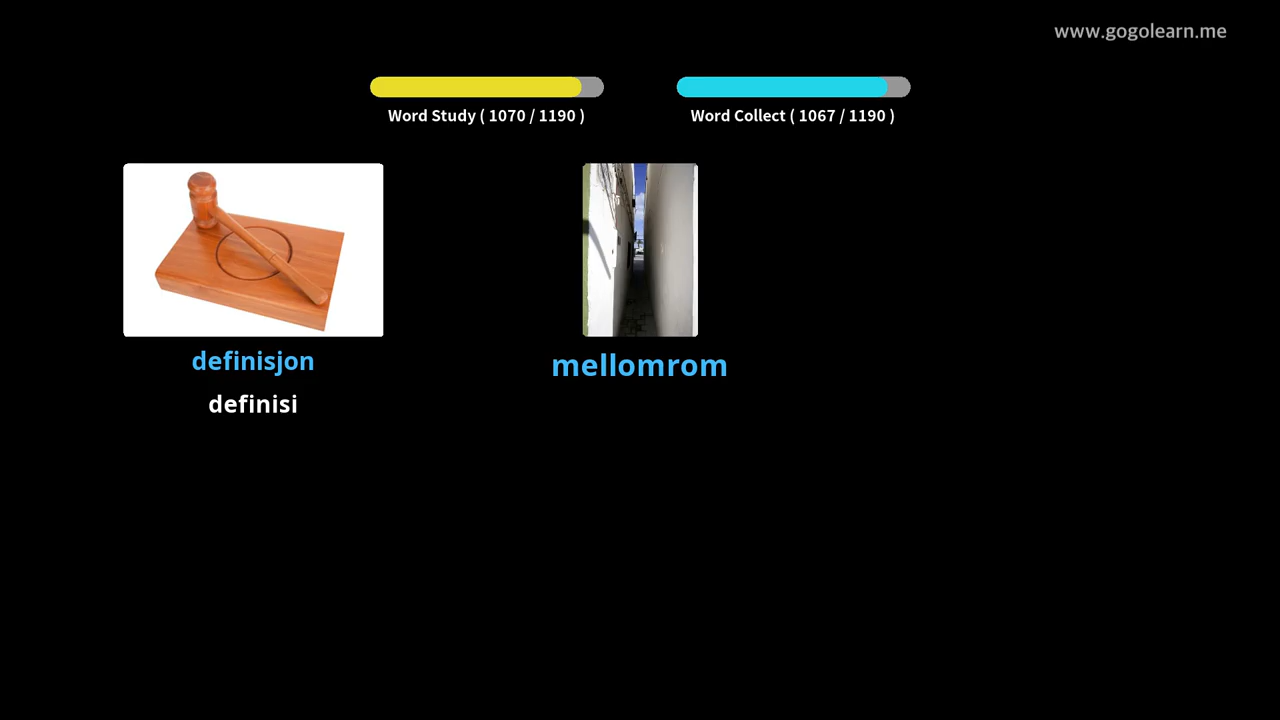 www.gogolearn.me
Word Study ( 1070 / 1190 )
Word Collect ( 1067 / 1190 )
definisjon
definisi
mellomrom